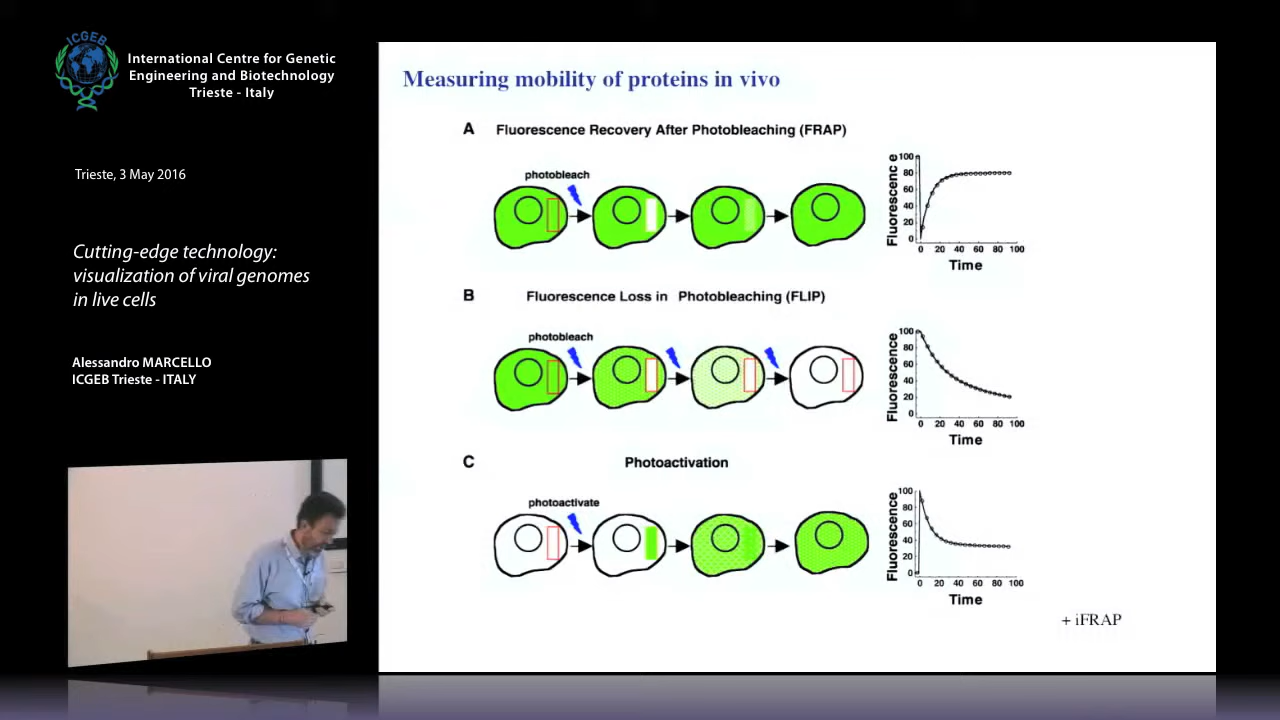 ICGEB
International Centre for Genetic
Engineering and Biotechnology
Trieste - Italy
Trieste, 3 May 2016
Cutting-edge technology:
visualization of viral genomes
in live cells
Alessandro MARCELLO
ICGEB Trieste - ITALY
Measuring mobility of proteins in vivo
A Fluorescence Recovery After Photobleaching (FRAP)
photobleach
Fluorescenc e
100
80
60
40
20
0
0 20 40 60 80 100
Time
B Fluorescence Loss in Photobleaching (FLIP)
photobleach
Fluorescence
100
80
60
40
20
0
0 20 40 60 80 100
Time
C Photoactivation
photoactivate
Fluorescence
100
80
60
40
20
0
0 20 40 60 80 100
Time
+ iFRAP